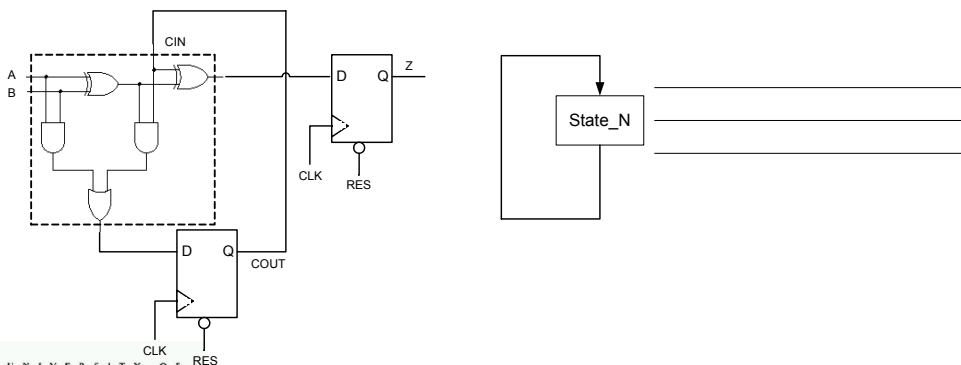 CIN
A
B
D Q
Z
CLK
RES
D Q
COUT
CLK
RES
State_N
U N I V E R S I T Y O F